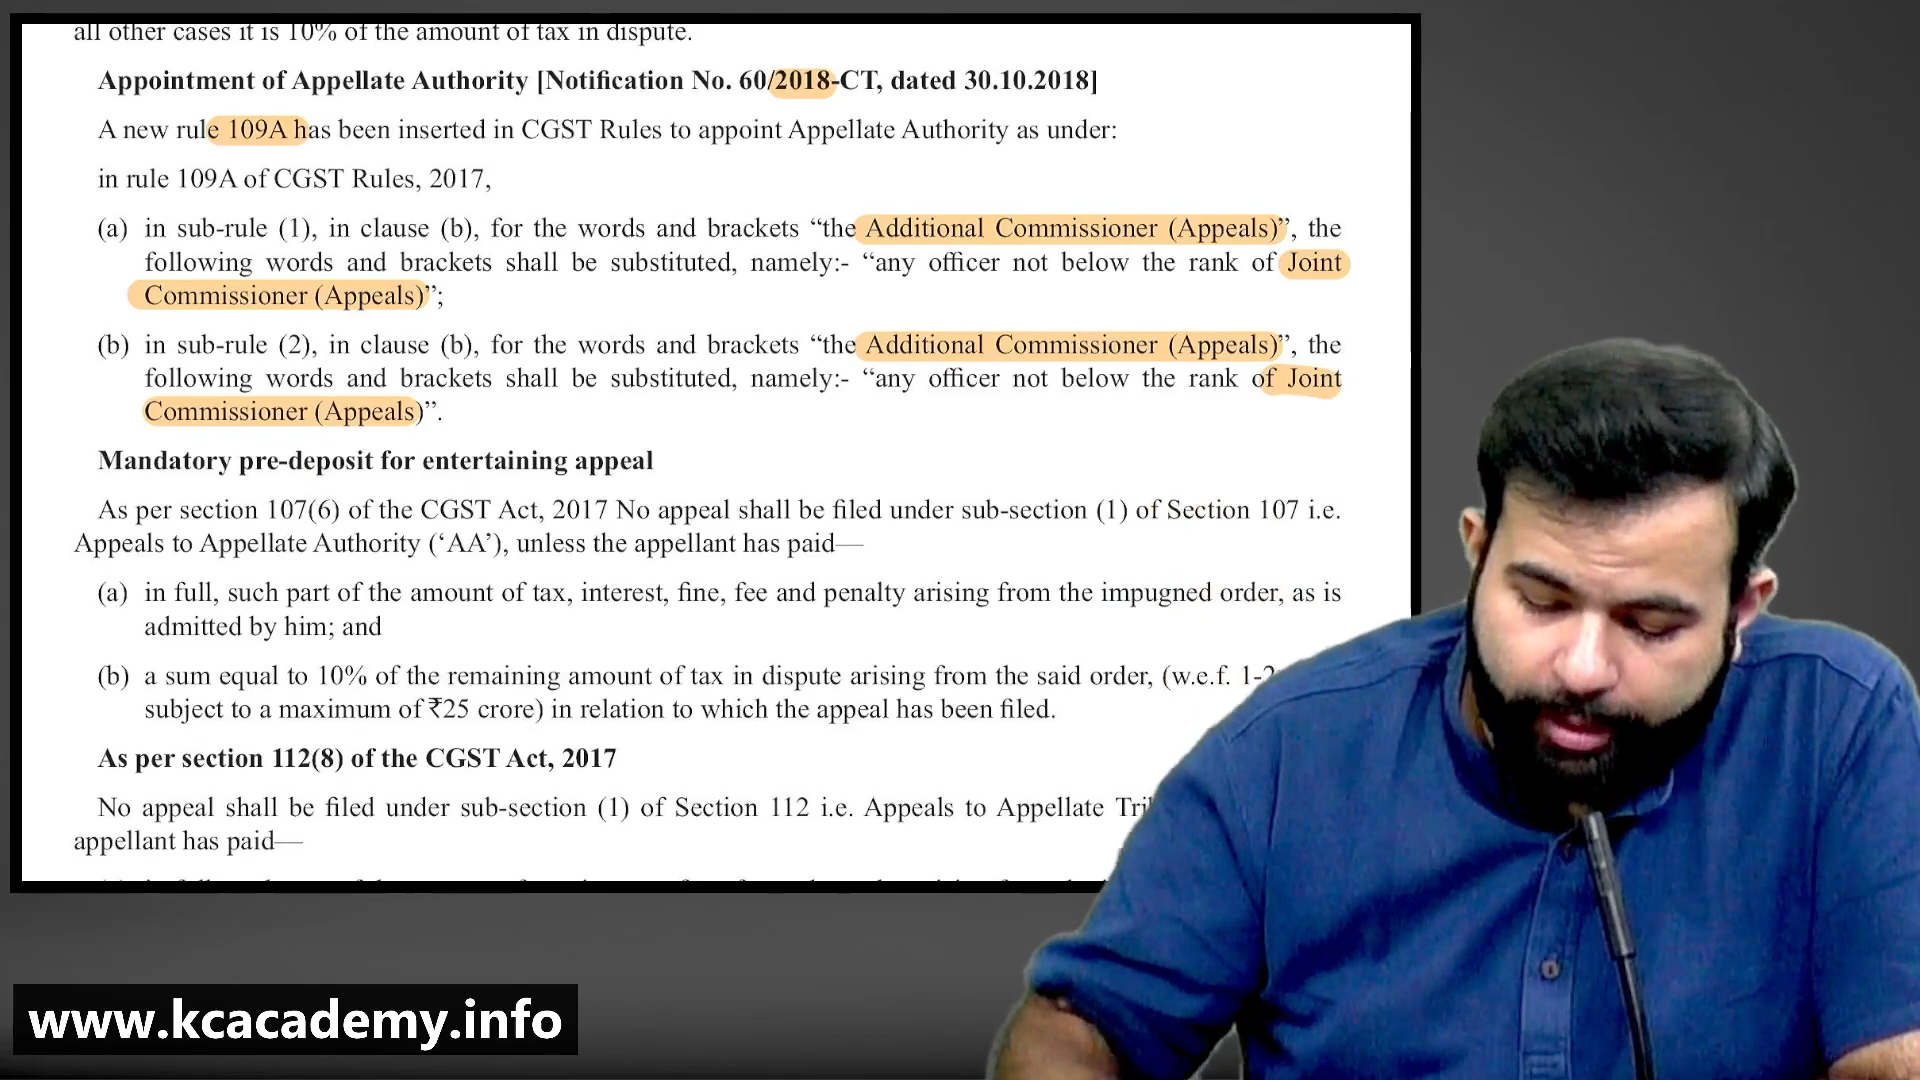 all other cases it is 10% of the amount of tax in dispute.
Appointment of Appellate Authority [Notification No. 60/2018-CT, dated 30.10.2018]
A new rule 109A has been inserted in CGST Rules to appoint Appellate Authority as under:
in rule 109A of CGST Rules, 2017,
(a) in sub-rule (1), in clause (b), for the words and brackets “the Additional Commissioner (Appeals)”, the
following words and brackets shall be substituted, namely:- “any officer not below the rank of Joint
Commissioner (Appeals)”;
(b) in sub-rule (2), in clause (b), for the words and brackets “the Additional Commissioner (Appeals)”, the
following words and brackets shall be substituted, namely:- “any officer not below the rank of Joint
Commissioner (Appeals)”.
Mandatory pre-deposit for entertaining appeal
As per section 107(6) of the CGST Act, 2017 No appeal shall be filed under sub-section (1) of Section 107 i.e.
Appeals to Appellate Authority (‘AA’), unless the appellant has paid—
(a) in full, such part of the amount of tax, interest, fine, fee and penalty arising from the impugned order, as is
admitted by him; and
(b) a sum equal to 10% of the remaining amount of tax in dispute arising from the said order, (w.e.f. 1-2
subject to a maximum of ₹25 crore) in relation to which the appeal has been filed.
As per section 112(8) of the CGST Act, 2017
No appeal shall be filed under sub-section (1) of Section 112 i.e. Appeals to Appellate
appellant has paid—
www.kcacademy.info